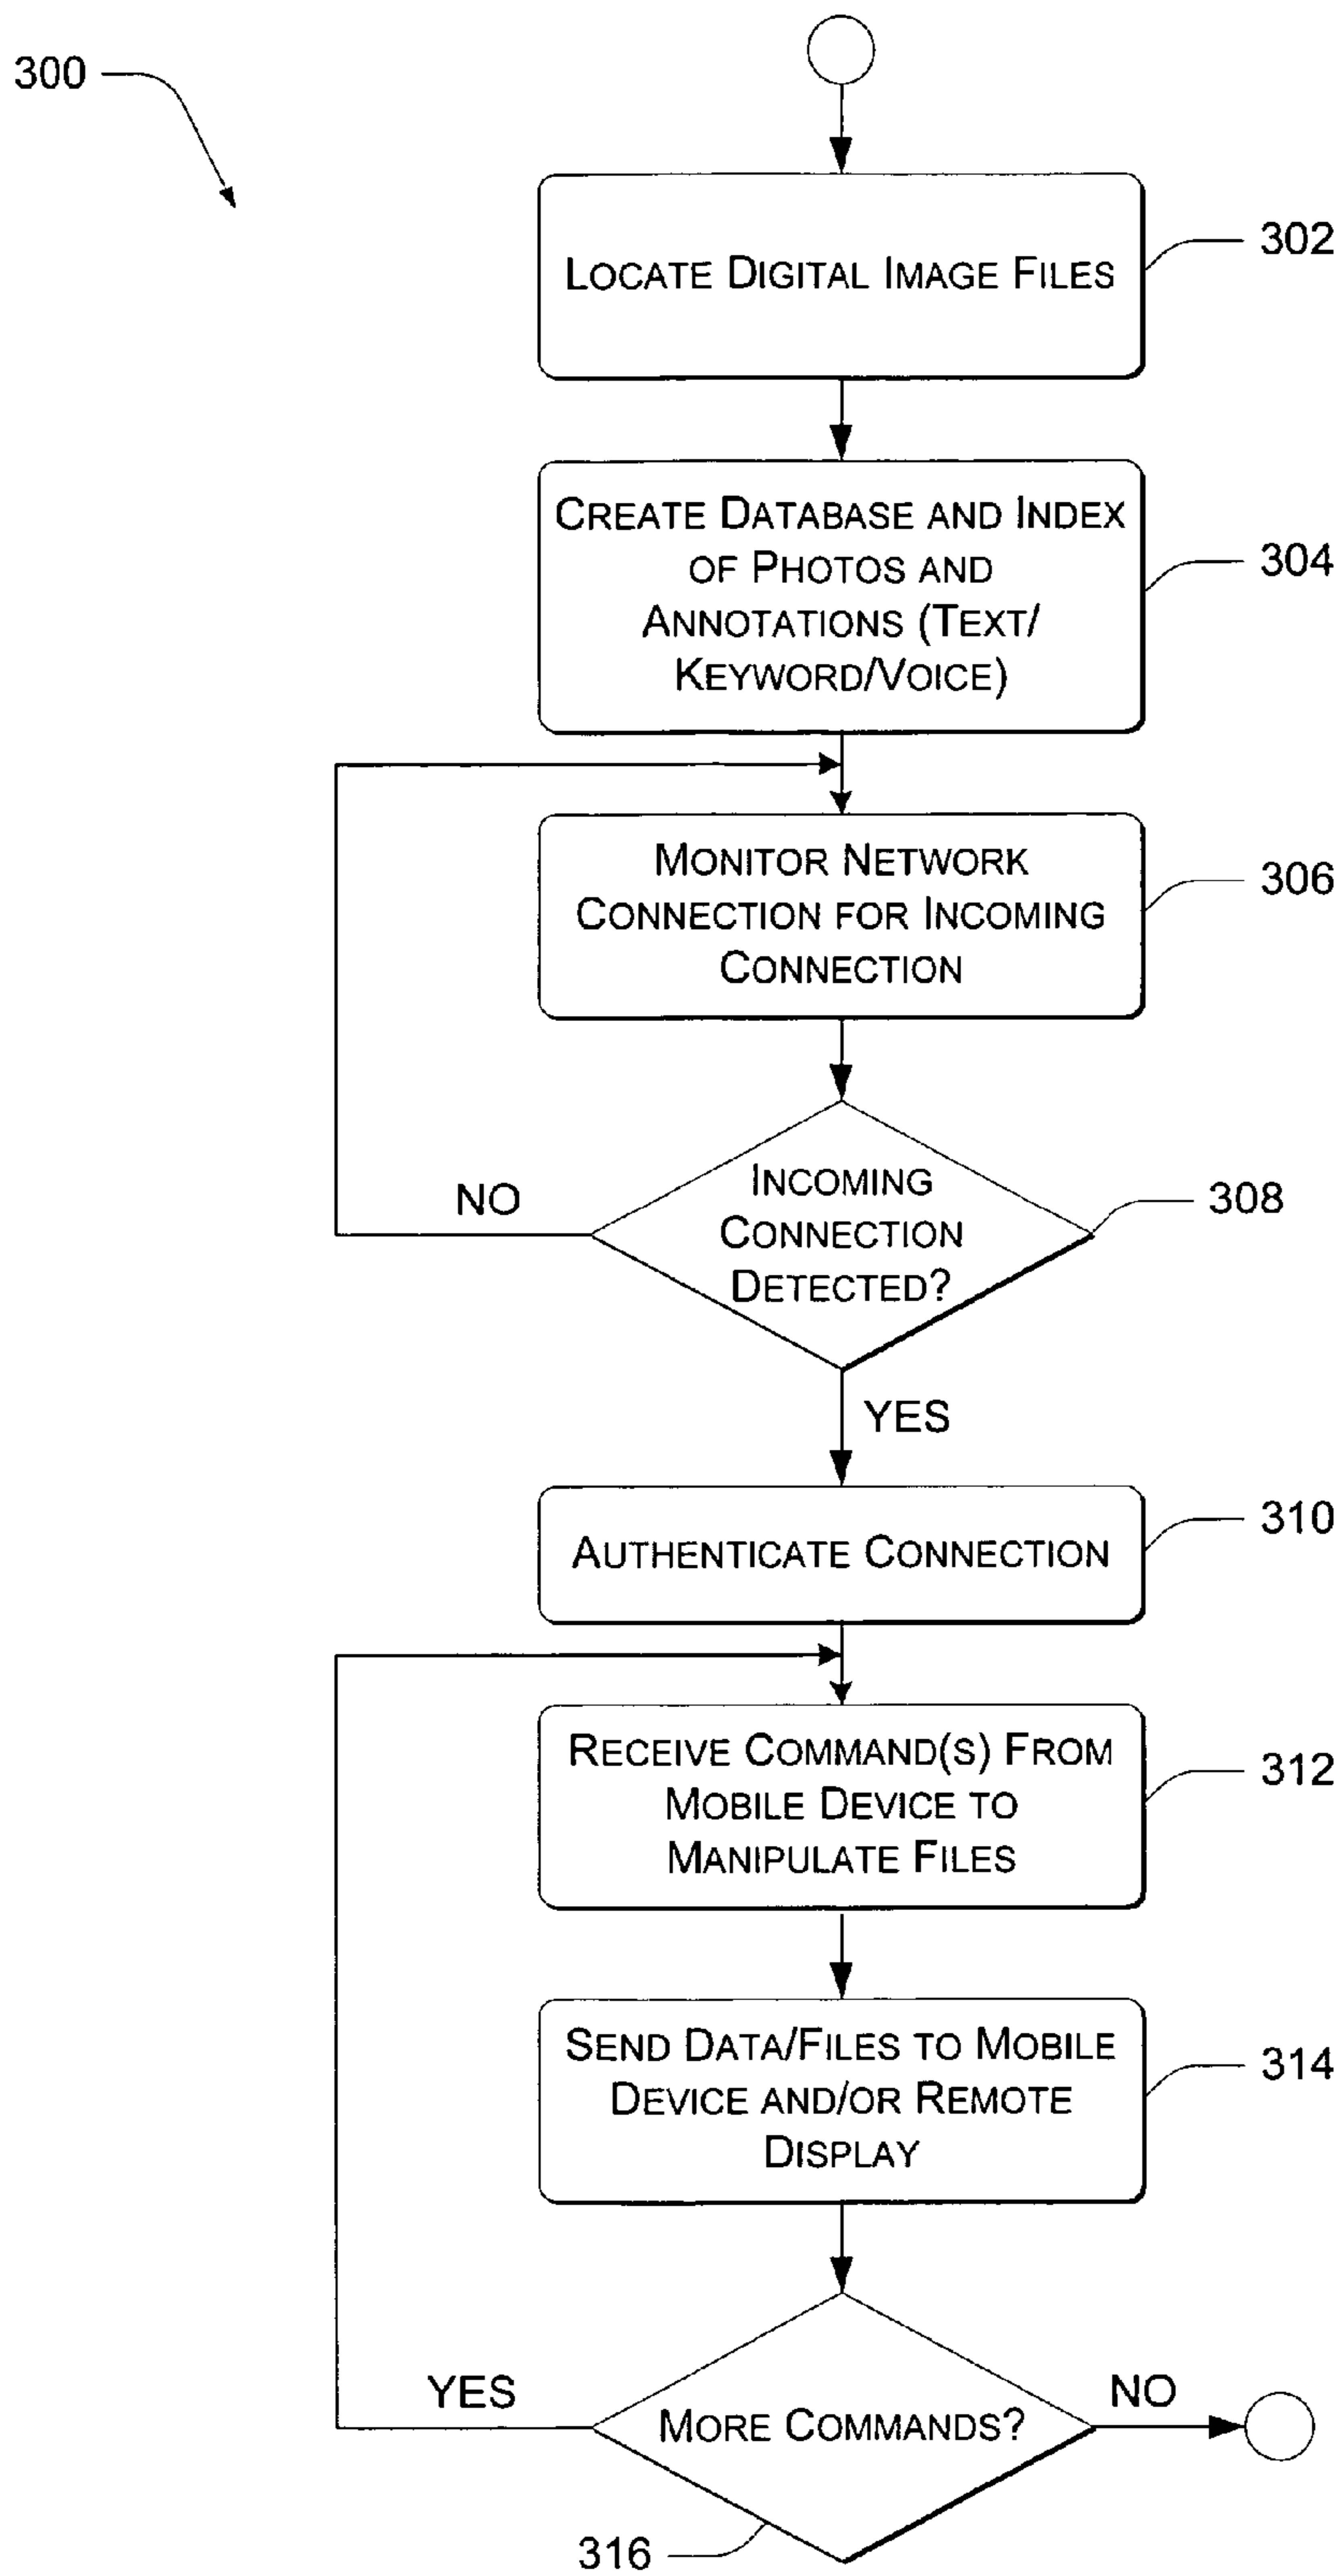 300
302
LOCATE DIGITAL IMAGE FILES
CREATE DATABASE AND INDEX
OF PHOTOS AND
ANNOTATIONS (TEXT/
KEYWORD/VOICE)
304
MONITOR NETWORK
CONNECTION FOR INCOMING
CONNECTION
306
INCOMING
CONNECTION
DETECTED?
NO
308
YES
AUTHENTICATE CONNECTION
310
RECEIVE COMMAND(S) FROM
MOBILE DEVICE TO
MANIPULATE FILES
312
SEND DATA/FILES TO MOBILE
DEVICE AND/OR REMOTE
DISPLAY
314
YES
MORE COMMANDS?
NO
316